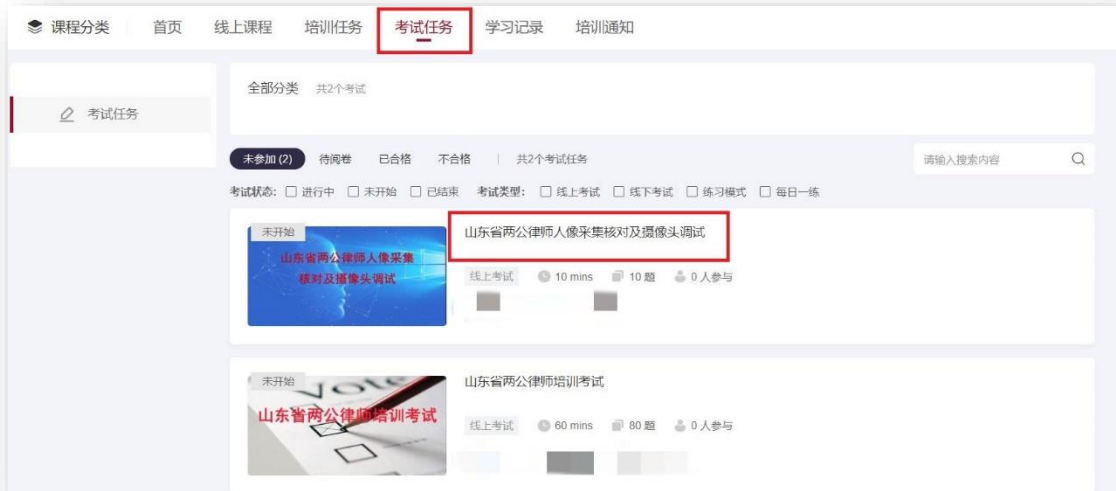 课程分类 首页 线上课程 培训任务 考试任务 学习记录 培训通知
全部分类 共2个考试
考试任务
未参加 (2) 待阅卷 已合格 不合格 | 共2个考试任务 请输入搜索内容
考试状态: 进行中 未开始 已结束 考试类型: 线上考试 线下考试 练习模式 每日一练
未开始
山东省两公律师人像采集
核对及摄像头调试
山东省两公律师人像采集核对及摄像头调试
线上考试 10 mins 10 题 0 人参与
未开始
Vote
山东省两公律师培训考试
山东省两公律师培训考试
线上考试 60 mins 80 题 0 人参与